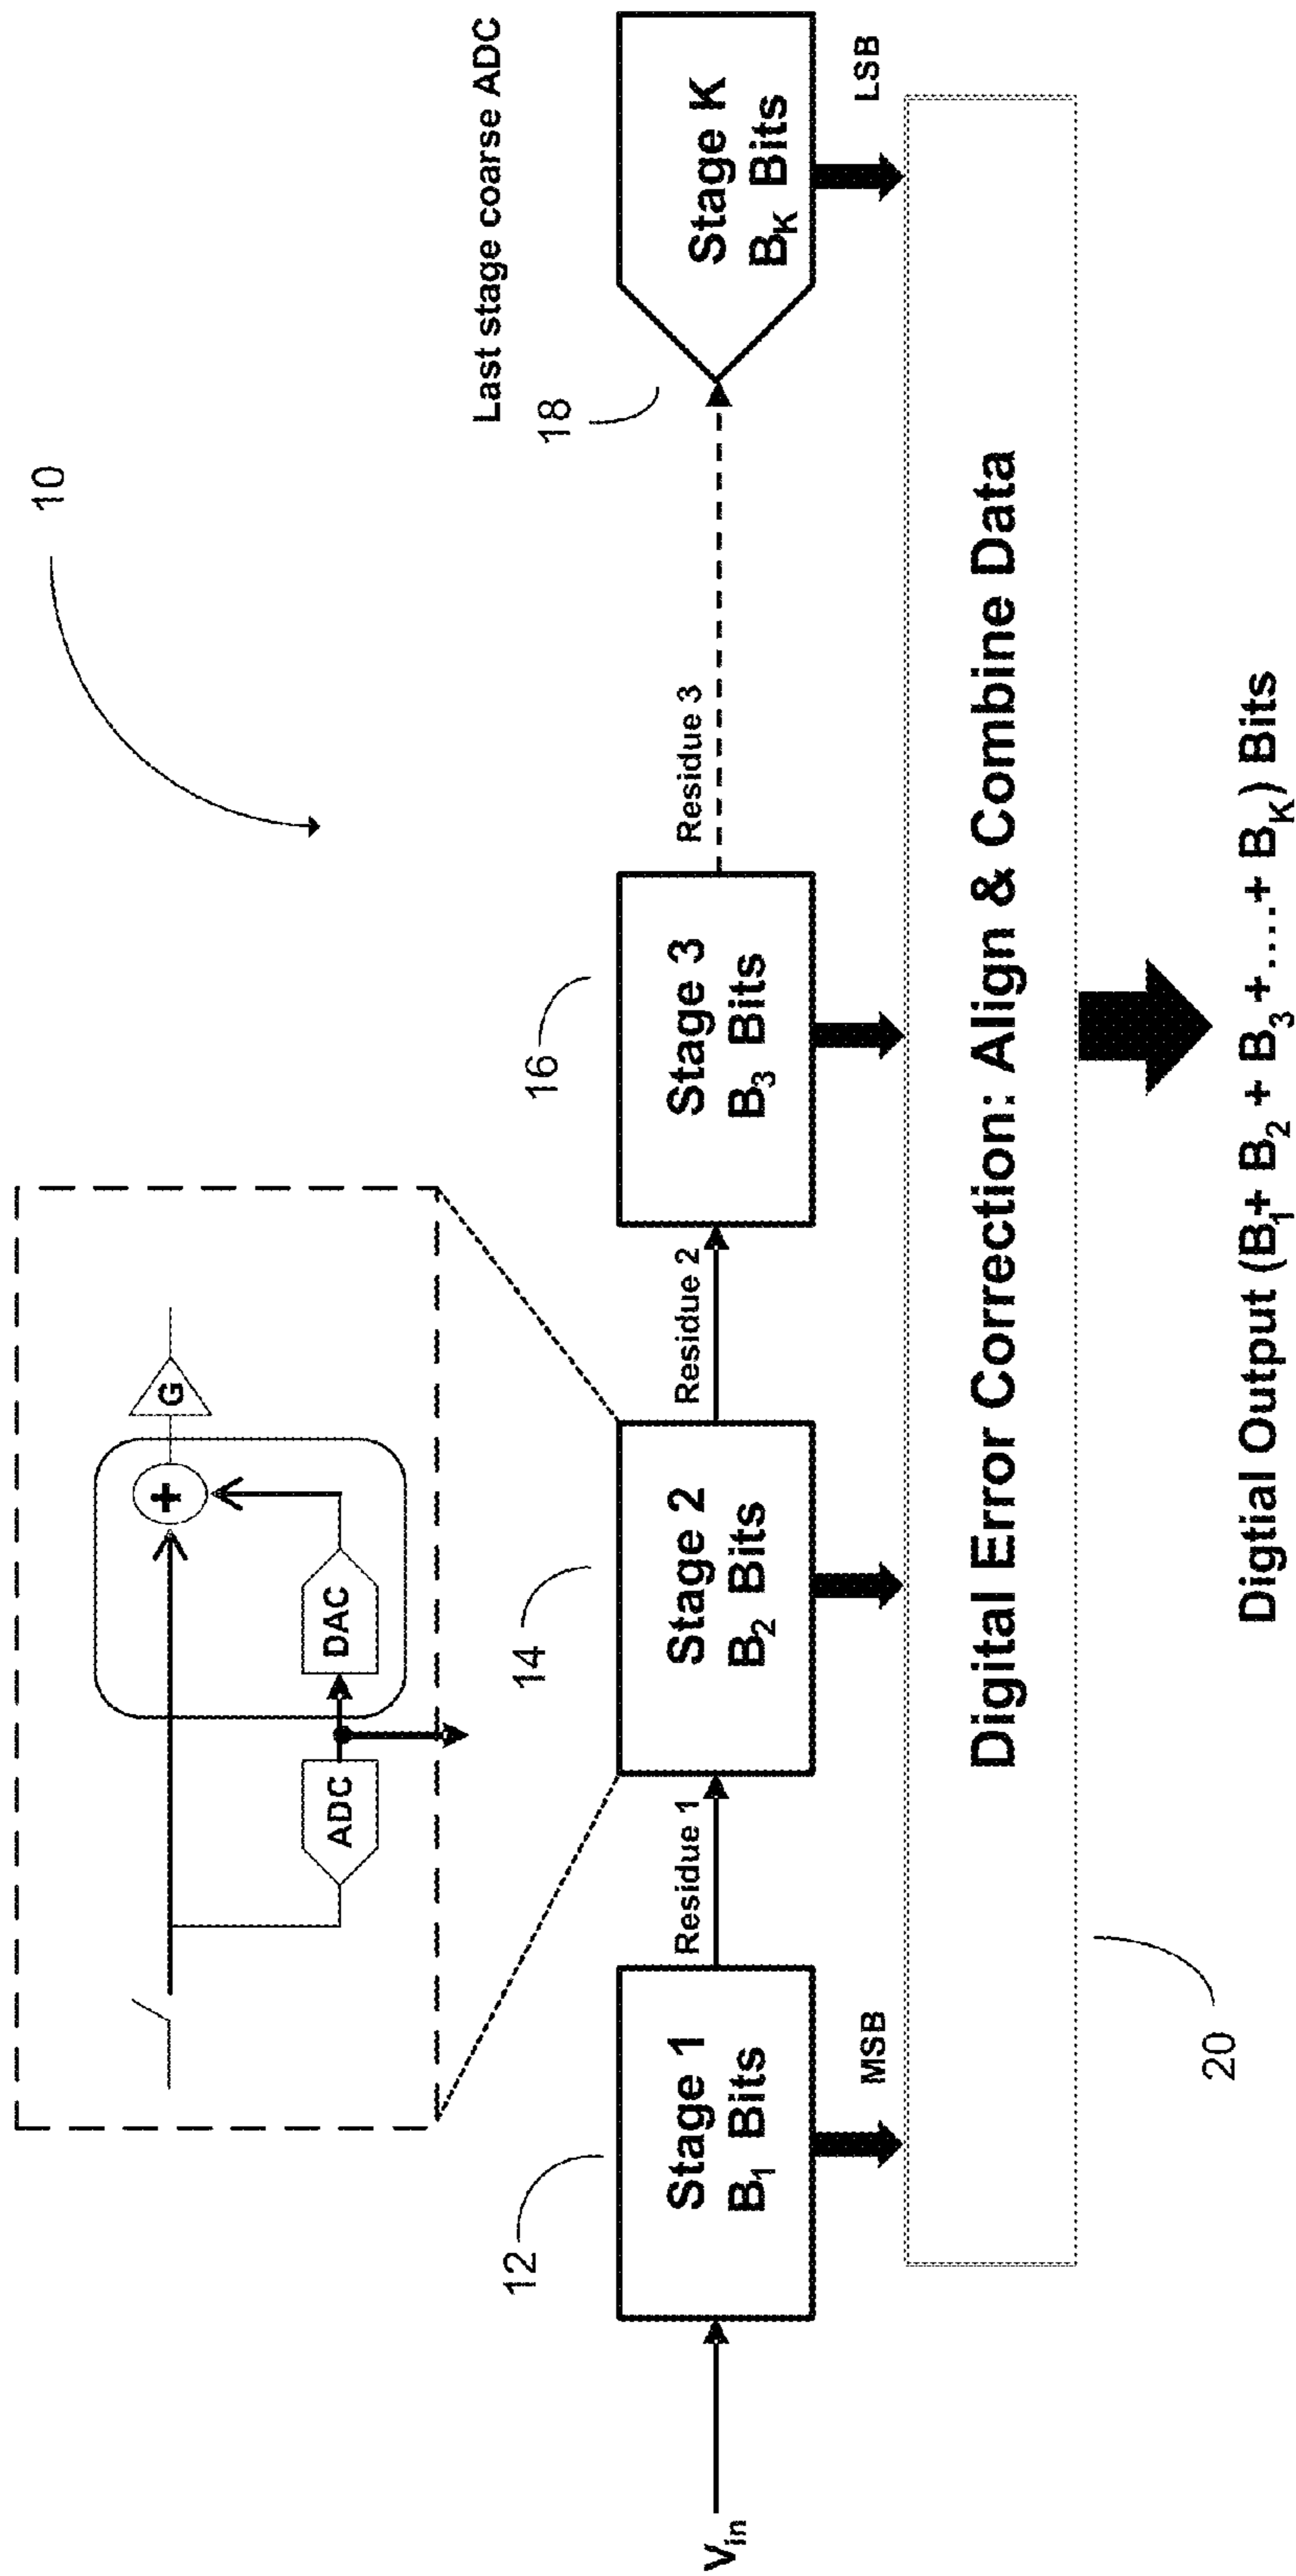 10
G
+
ADC
DAC
Last stage coarse ADC
12
14
16
18
V_in
Stage 1
B_1 Bits
Residue 1
Stage 2
B_2 Bits
Residue 2
Stage 3
B_3 Bits
Residue 3
Stage K
B_K Bits
MSB
LSB
Digital Error Correction: Align & Combine Data
20
Digtial Output (B_1+ B_2 + B_3 +....+ B_K) Bits